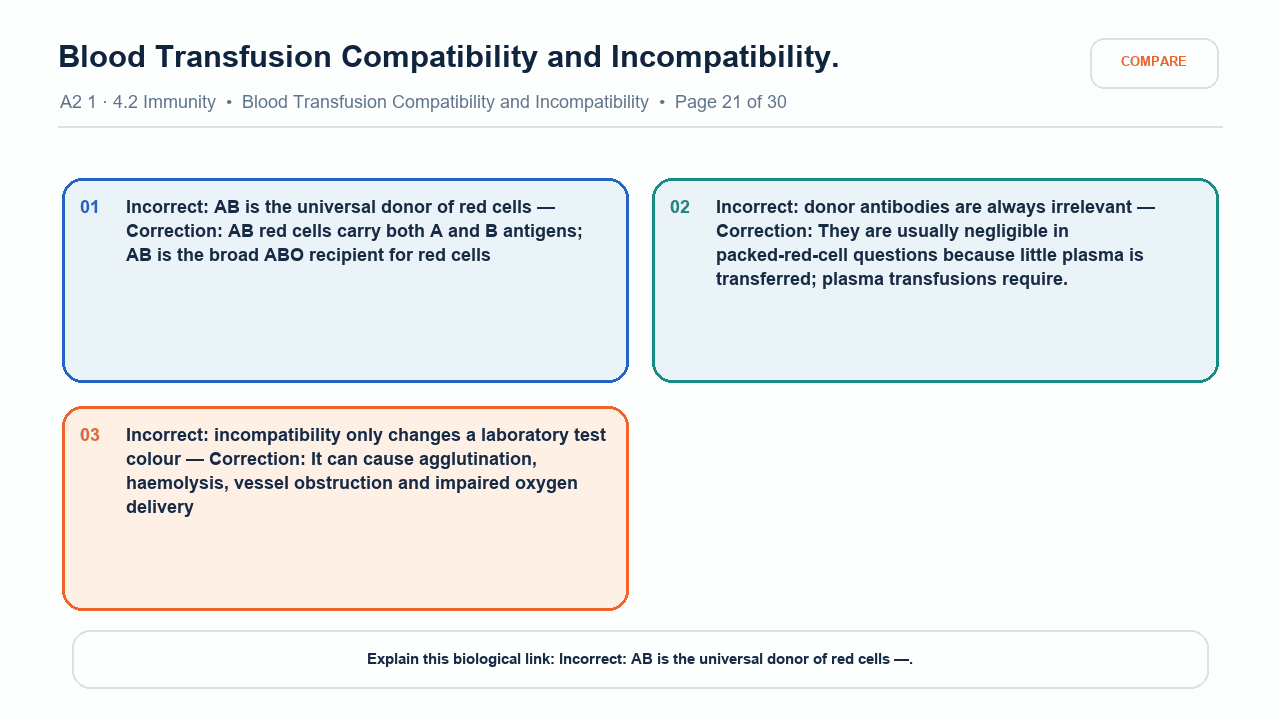 Blood Transfusion Compatibility and Incompatibility.
COMPARE
A2 1 · 4.2 Immunity • Blood Transfusion Compatibility and Incompatibility • Page 21 of 30
01
Incorrect: AB is the universal donor of red cells —
Correction: AB red cells carry both A and B antigens;
AB is the broad ABO recipient for red cells
02
Incorrect: donor antibodies are always irrelevant —
Correction: They are usually negligible in
packed-red-cell questions because little plasma is
transferred; plasma transfusions require.
03
Incorrect: incompatibility only changes a laboratory test
colour — Correction: It can cause agglutination,
haemolysis, vessel obstruction and impaired oxygen
delivery
Explain this biological link: Incorrect: AB is the universal donor of red cells —.